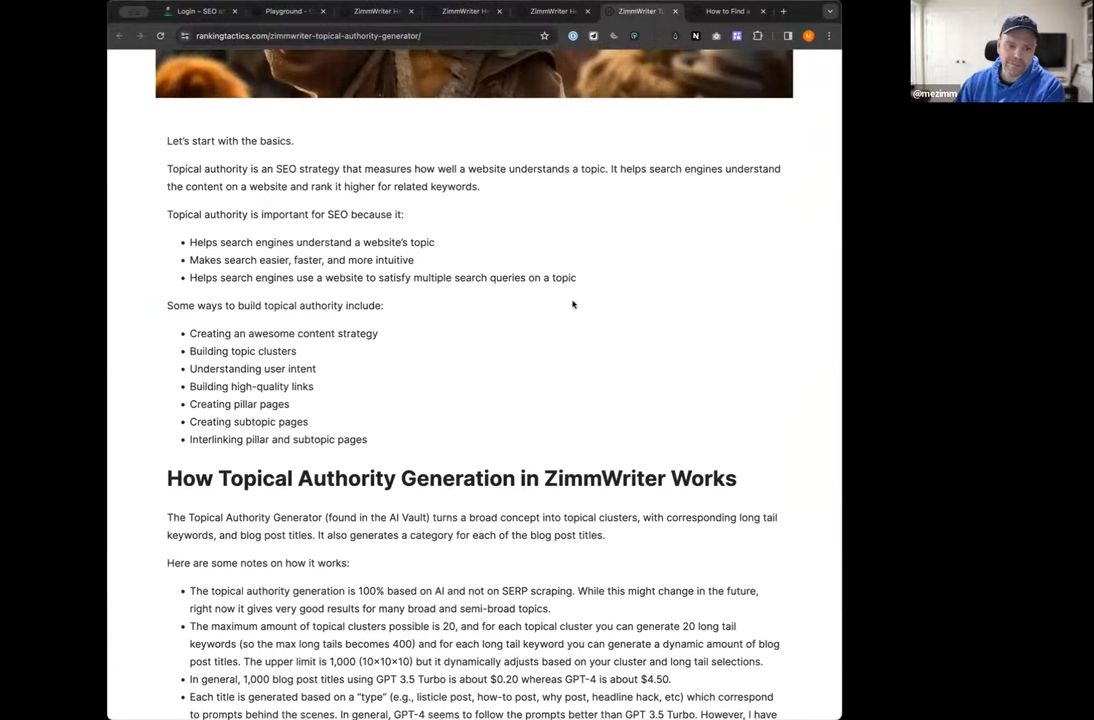 Login – SEO
Playground –
ZimmWriter He
ZimmWriter He
ZimmWriter He
ZimmWriter T
How to Find a
rankingtactics.com/zimmwriter-topical-authority-generator/
M
@mezimm
Let's start with the basics.
Topical authority is an SEO strategy that measures how well a website understands a topic. It helps search engines understand
the content on a website and rank it higher for related keywords.
Topical authority is important for SEO because it:
• Helps search engines understand a website's topic
• Makes search easier, faster, and more intuitive
• Helps search engines use a website to satisfy multiple search queries on a topic
Some ways to build topical authority include:
• Creating an awesome content strategy
• Building topic clusters
• Understanding user intent
• Building high-quality links
• Creating pillar pages
• Creating subtopic pages
• Interlinking pillar and subtopic pages
How Topical Authority Generation in ZimmWriter Works
The Topical Authority Generator (found in the AI Vault) turns a broad concept into topical clusters, with corresponding long tail
keywords, and blog post titles. It also generates a category for each of the blog post titles.
Here are some notes on how it works:
• The topical authority generation is 100% based on AI and not on SERP scraping. While this might change in the future,
right now it gives very good results for many broad and semi-broad topics.
• The maximum amount of topical clusters possible is 20, and for each topical cluster you can generate 20 long tail
keywords (so the max long tails becomes 400) and for each long tail keyword you can generate a dynamic amount of blog
post titles. The upper limit is 1,000 (10×10×10) but it dynamically adjusts based on your cluster and long tail selections.
• In general, 1,000 blog post titles using GPT 3.5 Turbo is about $0.20 whereas GPT-4 is about $4.50.
• Each title is generated based on a "type" (e.g., listicle post, how-to post, why post, headline hack, etc) which correspond
to prompts behind the scenes. In general, GPT-4 seems to follow the prompts better than GPT 3.5 Turbo. However, I have